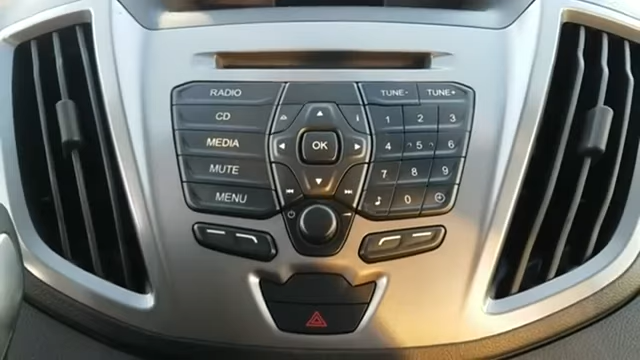 RADIO
TUNE- TUNE+
CD
1 2 3
MEDIA
OK
4 5 6
MUTE
7 8 9
MENU
0